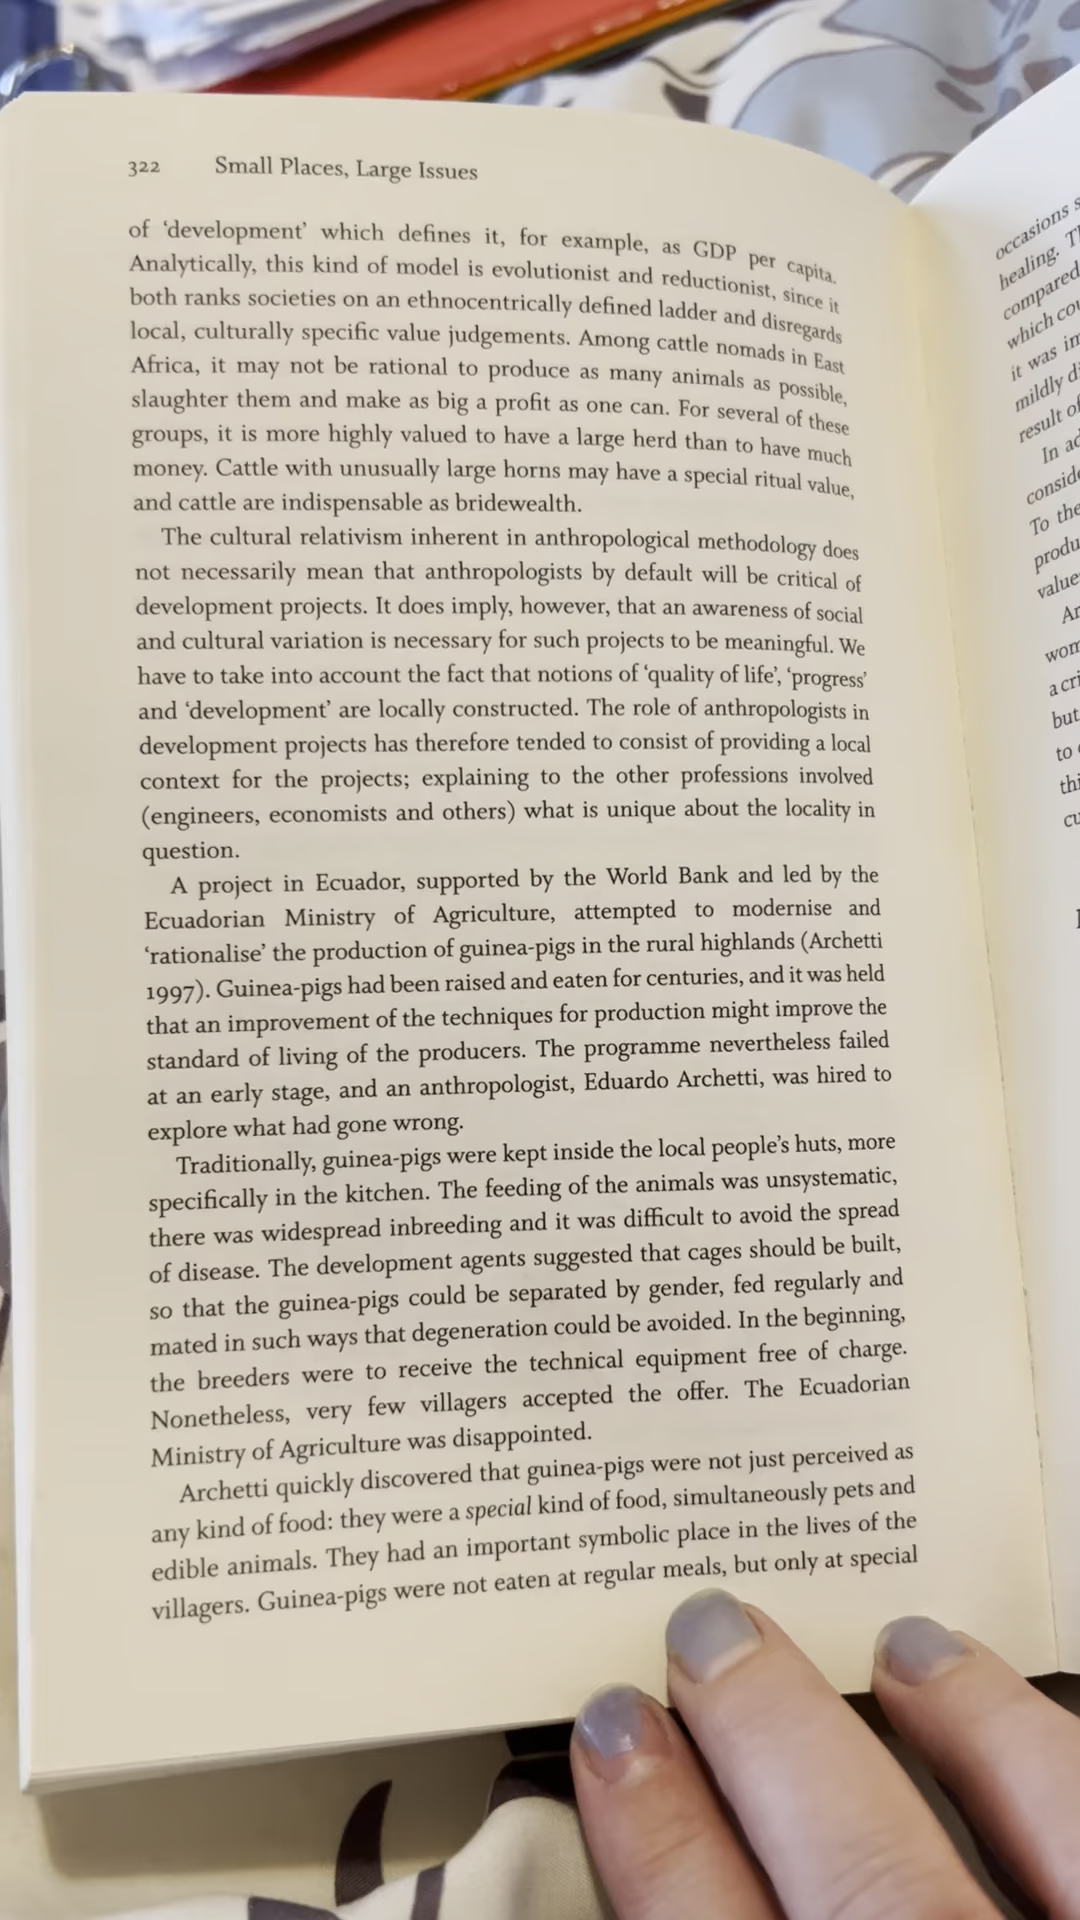 322 Small Places, Large Issues
of ‘development’ which defines it, for example, as GDP per capita.
Analytically, this kind of model is evolutionist and reductionist, since it
both ranks societies on an ethnocentrically defined ladder and disregards
local, culturally specific value judgements. Among cattle nomads in East
Africa, it may not be rational to produce as many animals as possible,
slaughter them and make as big a profit as one can. For several of these
groups, it is more highly valued to have a large herd than to have much
money. Cattle with unusually large horns may have a special ritual value,
and cattle are indispensable as bridewealth.
The cultural relativism inherent in anthropological methodology does
not necessarily mean that anthropologists by default will be critical of
development projects. It does imply, however, that an awareness of social
and cultural variation is necessary for such projects to be meaningful. We
have to take into account the fact that notions of ‘quality of life’, ‘progress’
and ‘development’ are locally constructed. The role of anthropologists in
development projects has therefore tended to consist of providing a local
context for the projects; explaining to the other professions involved
(engineers, economists and others) what is unique about the locality in
question.
A project in Ecuador, supported by the World Bank and led by the
Ecuadorian Ministry of Agriculture, attempted to modernise and
‘rationalise’ the production of guinea-pigs in the rural highlands (Archetti
1997). Guinea-pigs had been raised and eaten for centuries, and it was held
that an improvement of the techniques for production might improve the
standard of living of the producers. The programme nevertheless failed
at an early stage, and an anthropologist, Eduardo Archetti, was hired to
explore what had gone wrong.
Traditionally, guinea-pigs were kept inside the local people’s huts, more
specifically in the kitchen. The feeding of the animals was unsystematic,
there was widespread inbreeding and it was difficult to avoid the spread
of disease. The development agents suggested that cages should be built,
so that the guinea-pigs could be separated by gender, fed regularly and
mated in such ways that degeneration could be avoided. In the beginning,
the breeders were to receive the technical equipment free of charge.
Nonetheless, very few villagers accepted the offer. The Ecuadorian
Ministry of Agriculture was disappointed.
Archetti quickly discovered that guinea-pigs were not just perceived as
any kind of food: they were a special kind of food, simultaneously pets and
edible animals. They had an important symbolic place in the lives of the
villagers. Guinea-pigs were not eaten at regular meals, but only at special
occasions
healing.
compared
which
it was
mildly
result
In
To the
but
to